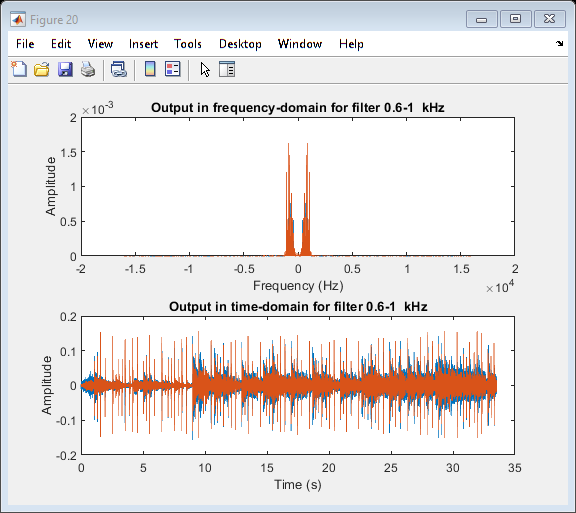 Figure 20
File Edit View Insert Tools Desktop Window Help
Output in frequency-domain for filter 0.6-1 kHz
×10⁻³
2
1.5
1
0.5
0
Amplitude
-2 -1.5 -1 -0.5 0 0.5 1 1.5 2
Frequency (Hz)
×10⁴
Output in time-domain for filter 0.6-1 kHz
0.2
0.1
0
-0.1
-0.2
Amplitude
0 5 10 15 20 25 30 35
Time (s)